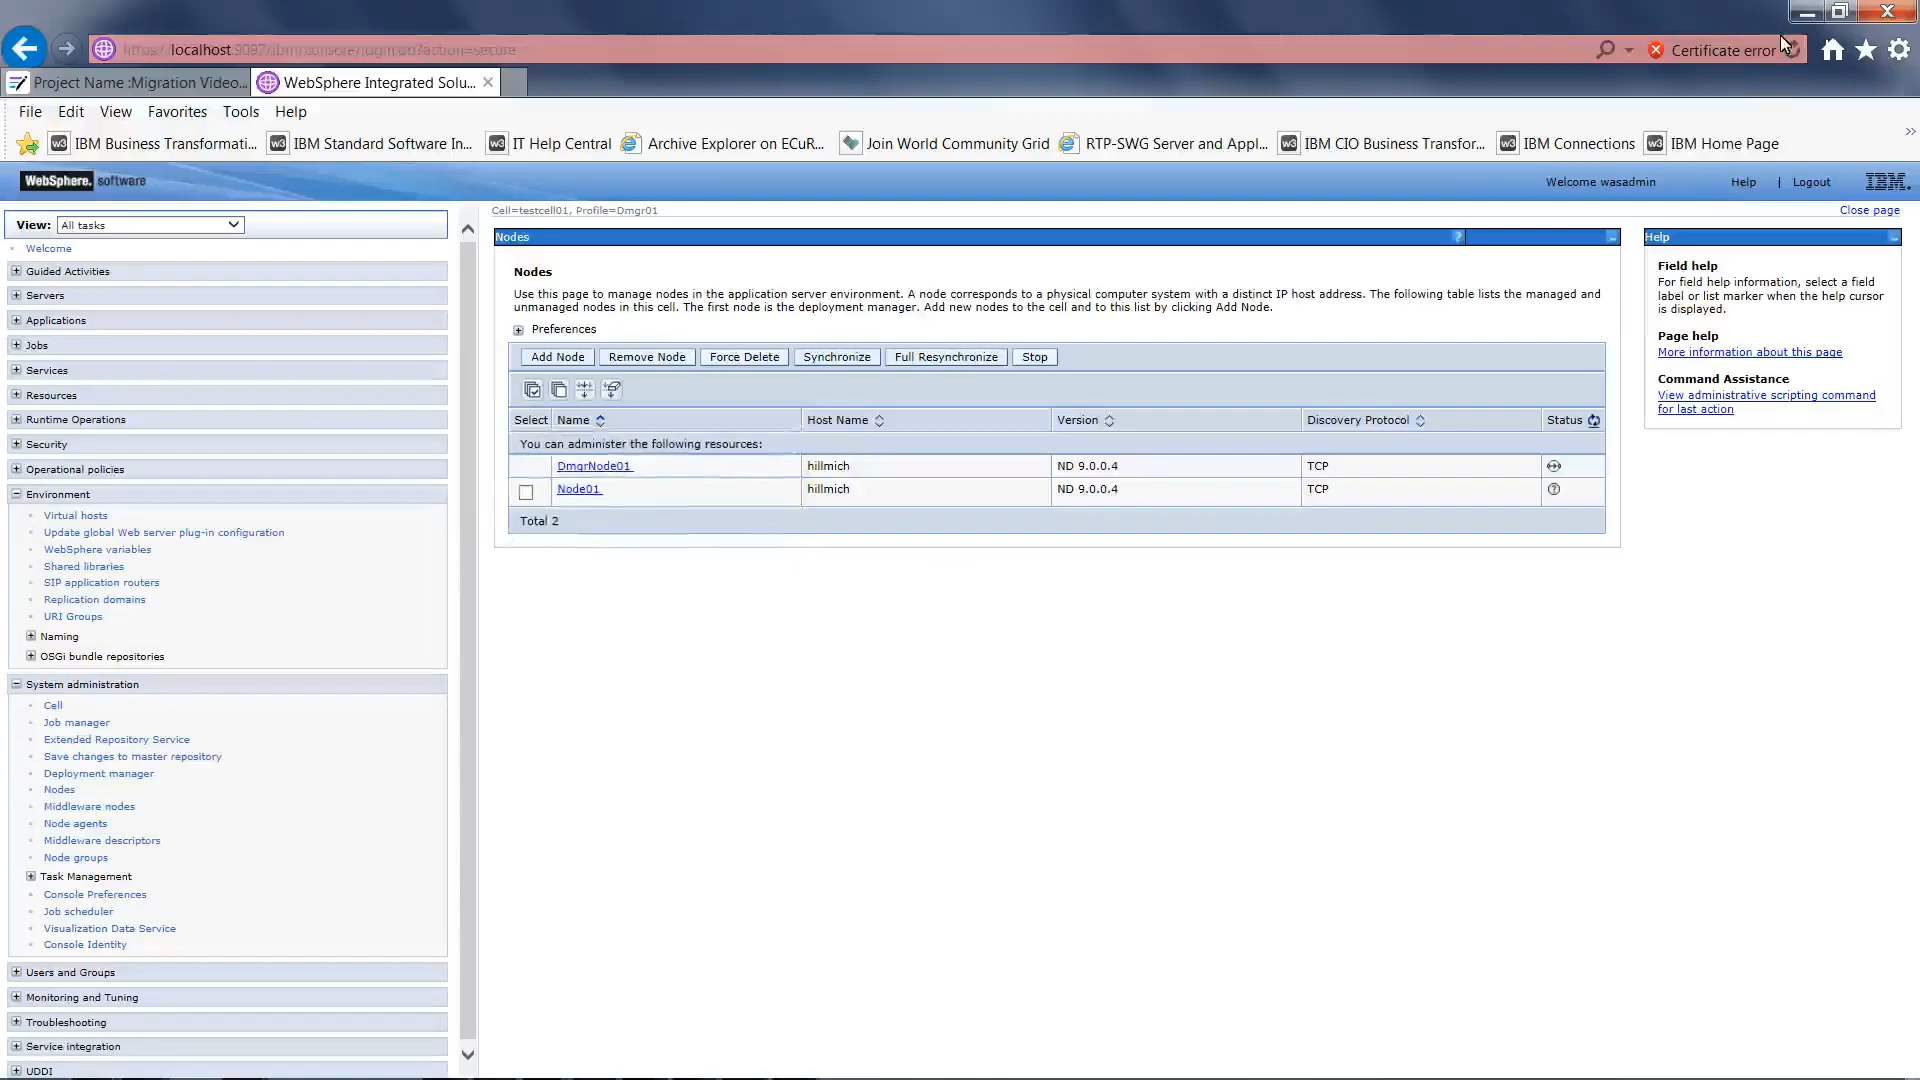 https://localhost:9097/ibm/console/login.do?action=secure
Certificate error
Project Name :Migration Video...
WebSphere Integrated Solu...
File Edit View Favorites Tools Help
IBM Business Transformati...
IBM Standard Software In...
IT Help Central
Archive Explorer on ECuR...
Join World Community Grid
RTP-SWG Server and Appl...
IBM CIO Business Transfor...
IBM Connections
IBM Home Page
WebSphere. software
Welcome wasadmin
Help | Logout
IBM.
View: All tasks
Welcome
Guided Activities
Servers
Applications
Jobs
Services
Resources
Runtime Operations
Security
Operational policies
Environment
Virtual hosts
Update global Web server plug-in configuration
WebSphere variables
Shared libraries
SIP application routers
Replication domains
URI Groups
Naming
OSGi bundle repositories
System administration
Cell
Job manager
Extended Repository Service
Save changes to master repository
Deployment manager
Nodes
Middleware nodes
Node agents
Middleware descriptors
Node groups
Task Management
Console Preferences
Job scheduler
Visualization Data Service
Console Identity
Users and Groups
Monitoring and Tuning
Troubleshooting
Service integration
UDDI
Cell=testcell01, Profile=Dmgr01
Close page
Nodes
Nodes
Use this page to manage nodes in the application server environment. A node corresponds to a physical computer system with a distinct IP host address. The following table lists the managed and
unmanaged nodes in this cell. The first node is the deployment manager. Add new nodes to the cell and to this list by clicking Add Node.
Preferences
Add Node Remove Node Force Delete Synchronize Full Resynchronize Stop
Select Name Host Name Version Discovery Protocol Status
You can administer the following resources:
DmgrNode01 hillmich ND 9.0.0.4 TCP
Node01 hillmich ND 9.0.0.4 TCP
Total 2
Help
Field help
For field help information, select a field
label or list marker when the help cursor
is displayed.
Page help
More information about this page
Command Assistance
View administrative scripting command
for last action